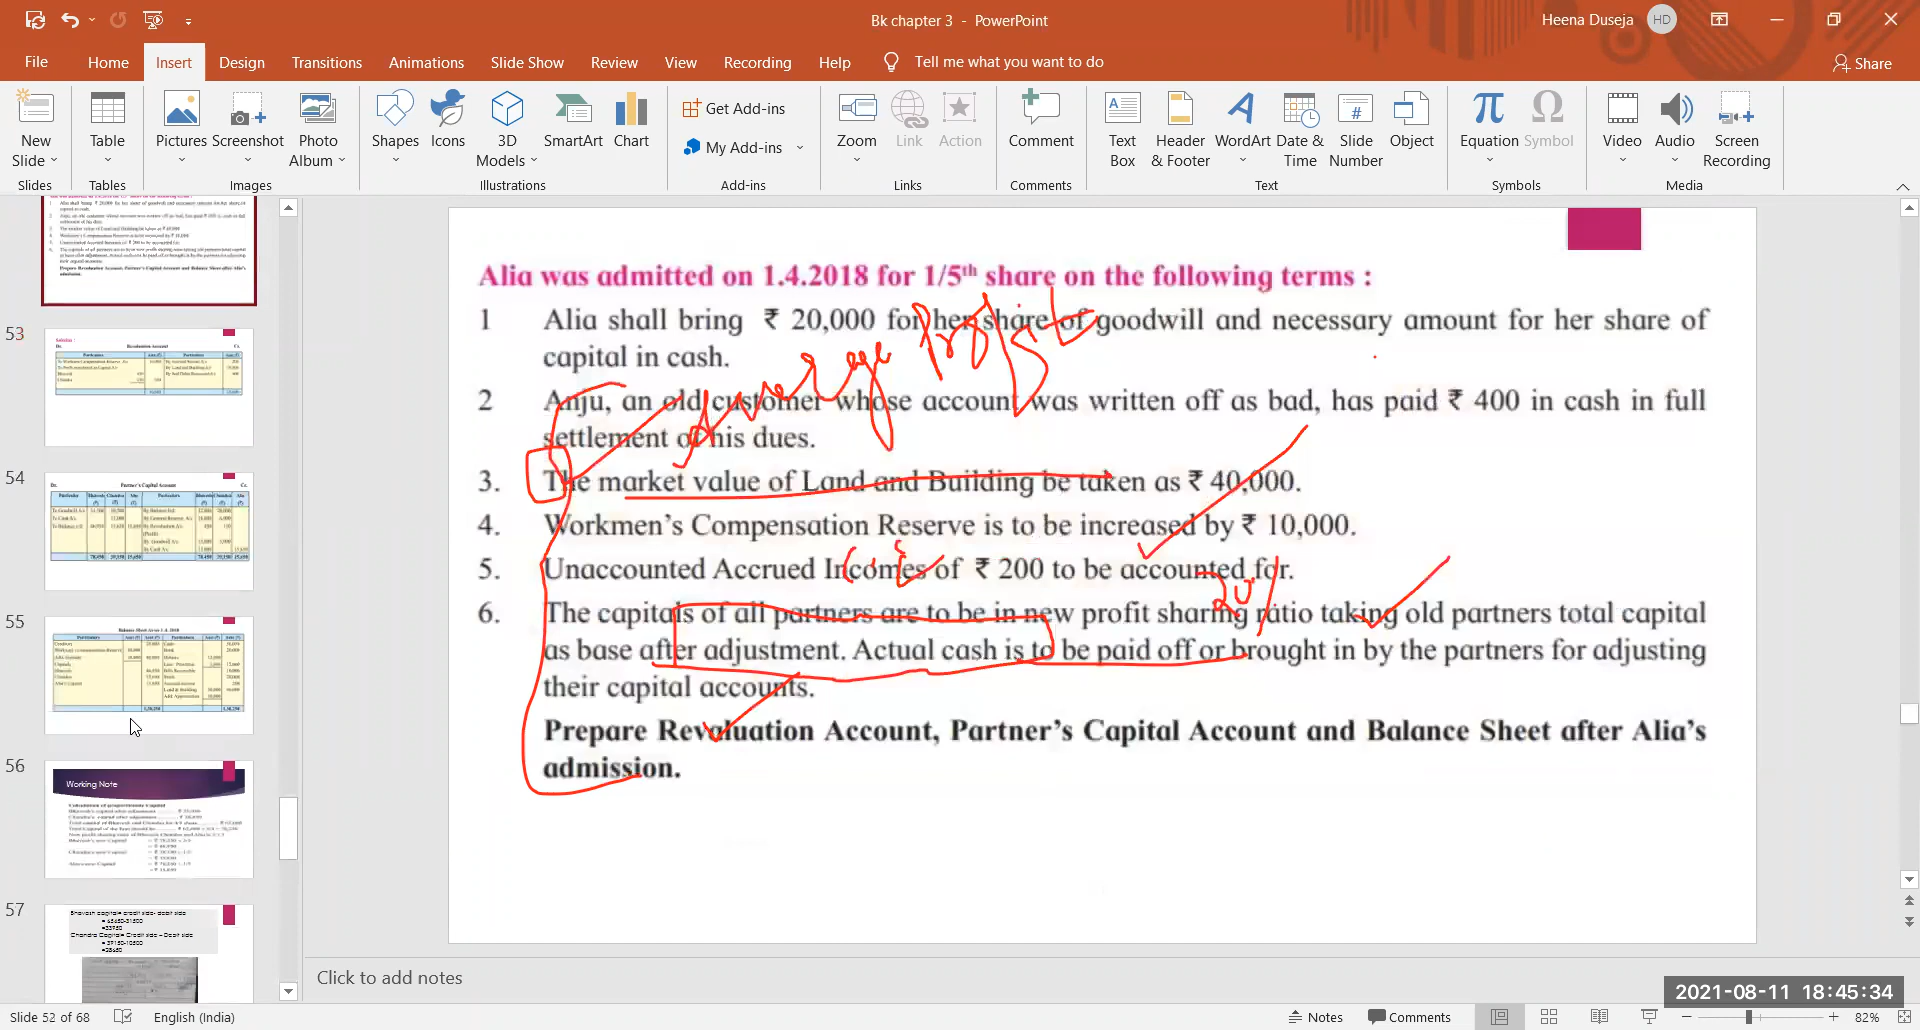 Bk chapter 3 - PowerPoint
Heena Duseja
HD
File Home Insert Design Transitions Animations Slide Show Review View Recording Help Tell me what you want to do
Share
New Slide
Table
Pictures
Screenshot
Photo Album
Shapes
Icons
3D Models
SmartArt
Chart
Get Add-ins
My Add-ins
Zoom
Link
Action
Comment
Text Box
Header & Footer
WordArt
Date & Time
Slide Number
Object
Equation
Symbol
Video
Audio
Screen Recording
Slides Tables Images Illustrations Add-ins Links Comments Text Symbols Media
Alia was admitted on 1.4.2018 for 1/5th share on the following terms :
1 Alia shall bring ₹ 20,000 for her share of goodwill and necessary amount for her share of
capital in cash.
Average Profit
2 Anju, an old customer whose account was written off as bad, has paid ₹ 400 in cash in full
settlement of his dues.
3. The market value of Land and Building be taken as ₹ 40,000.
4. Workmen's Compensation Reserve is to be increased by ₹ 10,000.
5. Unaccounted Accrued Incomes of ₹ 200 to be accounted for.
6. The capitals of all partners are to be in new profit sharing ratio taking old partners total capital
as base after adjustment. Actual cash is to be paid off or brought in by the partners for adjusting
their capital accounts.
Prepare Revaluation Account, Partner's Capital Account and Balance Sheet after Alia's
admission.
53
54
55
56
Working Note
57
Click to add notes
2021-08-11 18:45:34
Slide 52 of 68
English (India)
Notes
Comments
82%